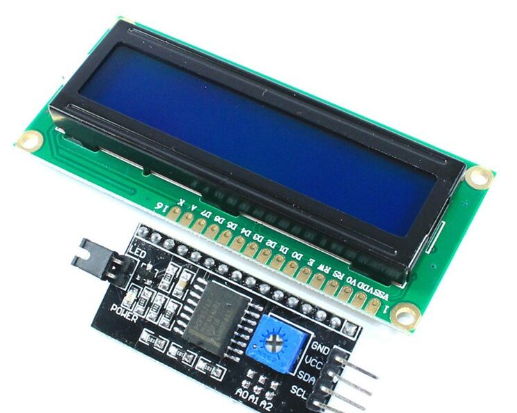 16 A K D7 D6 D5 D4 D3 D2 D1 D0 E RW RS V0 VDD VSS 1
LED
POWER
GND
VCC
SDA
SCL
A0 A1 A2